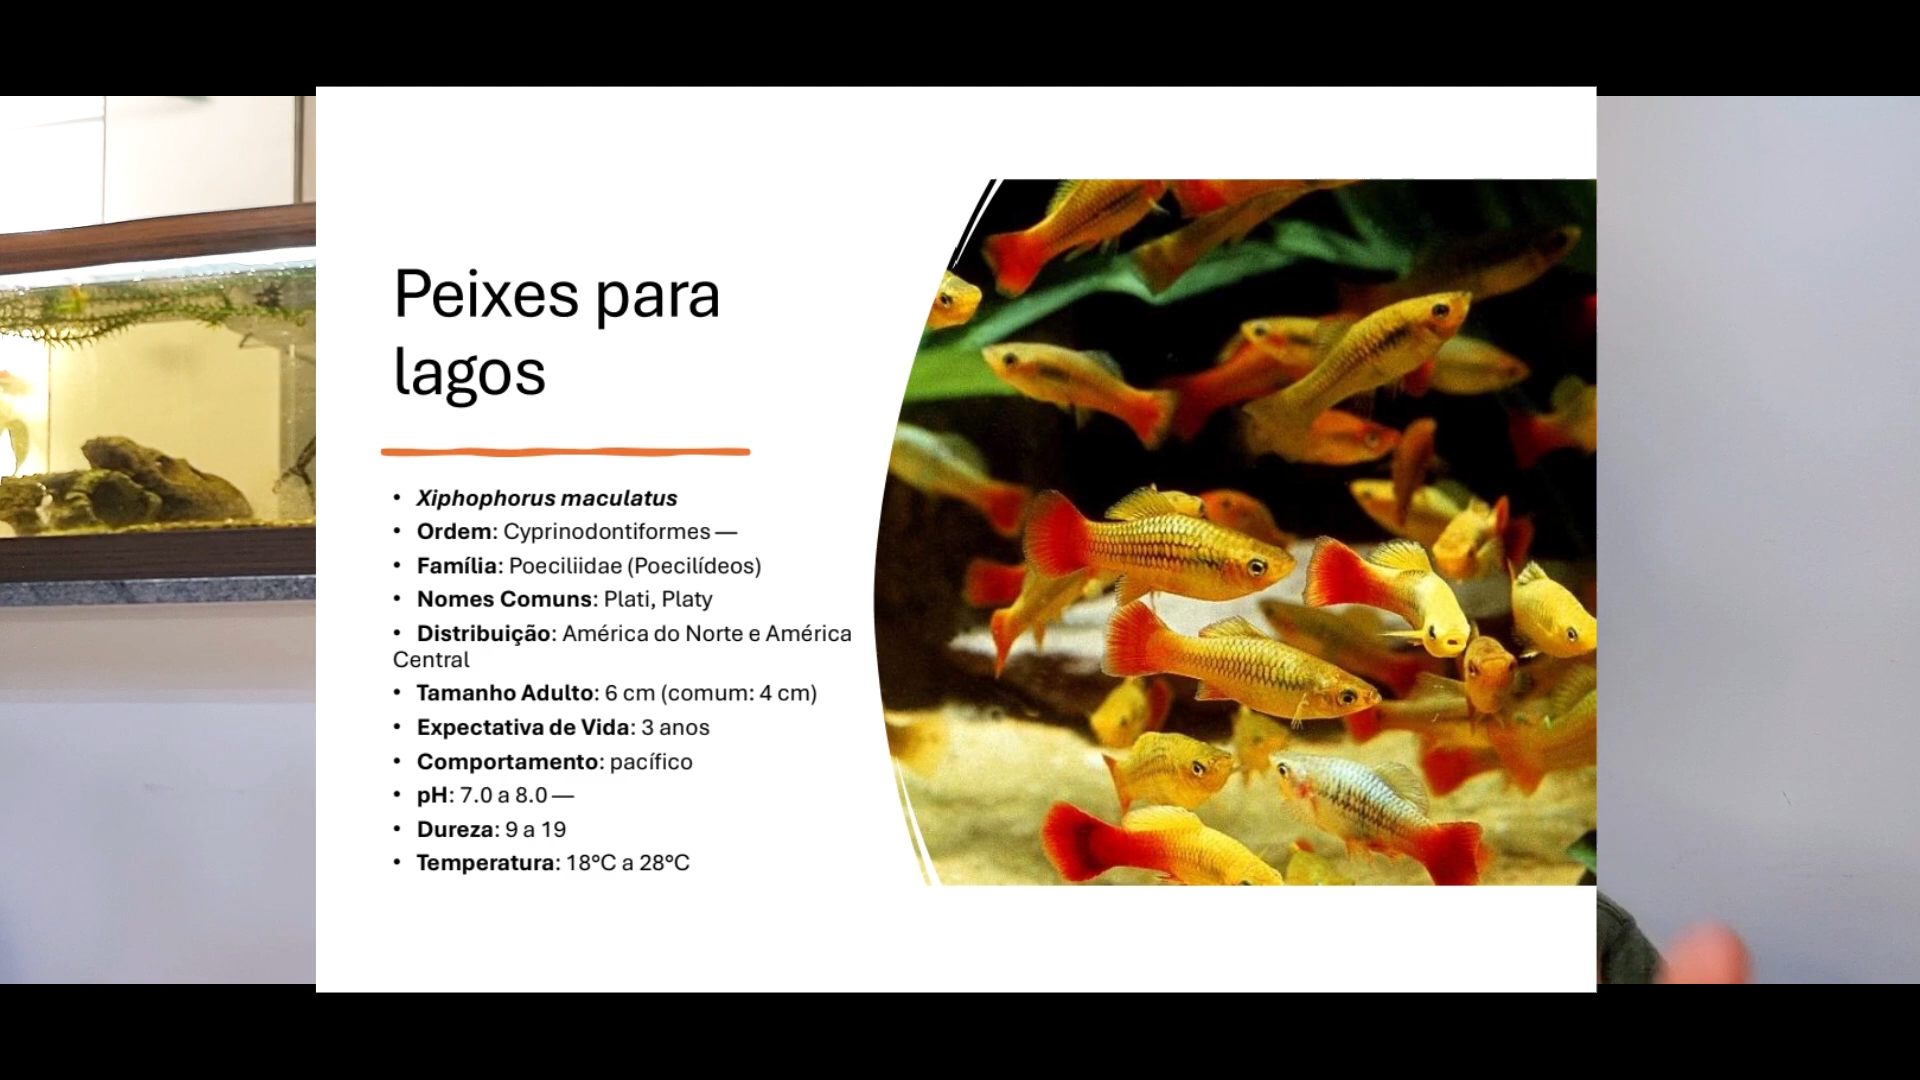 Peixes para
lagos
• Xiphophorus maculatus
• Ordem: Cyprinodontiformes —
• Família: Poeciliidae (Poecilídeos)
• Nomes Comuns: Plati, Platy
• Distribuição: América do Norte e América
Central
• Tamanho Adulto: 6 cm (comum: 4 cm)
• Expectativa de Vida: 3 anos
• Comportamento: pacífico
• pH: 7.0 a 8.0 —
• Dureza: 9 a 19
• Temperatura: 18°C a 28°C